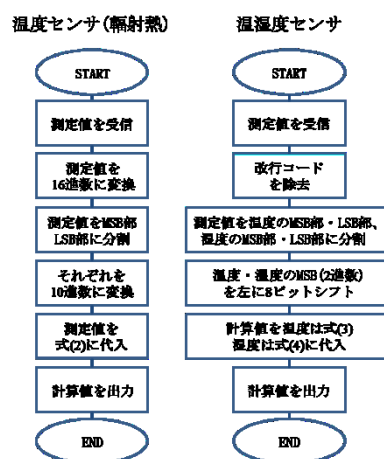 温度センサ(輻射熱)
START
測定値を受信
測定値を
16進数に変換
測定値をMSB部
LSB部に分割
それぞれを
10進数に変換
測定値を
式(2)に代入
計算値を出力
END
温湿度センサ
START
測定値を受信
改行コード
を除去
測定値を温度のMSB部・LSB部、
湿度のMSB部・LSB部に分割
温度・湿度のMSB(2進数)
を左に8ビットシフト
計算値を温度は式(3)
湿度は式(4)に代入
計算値を出力
END